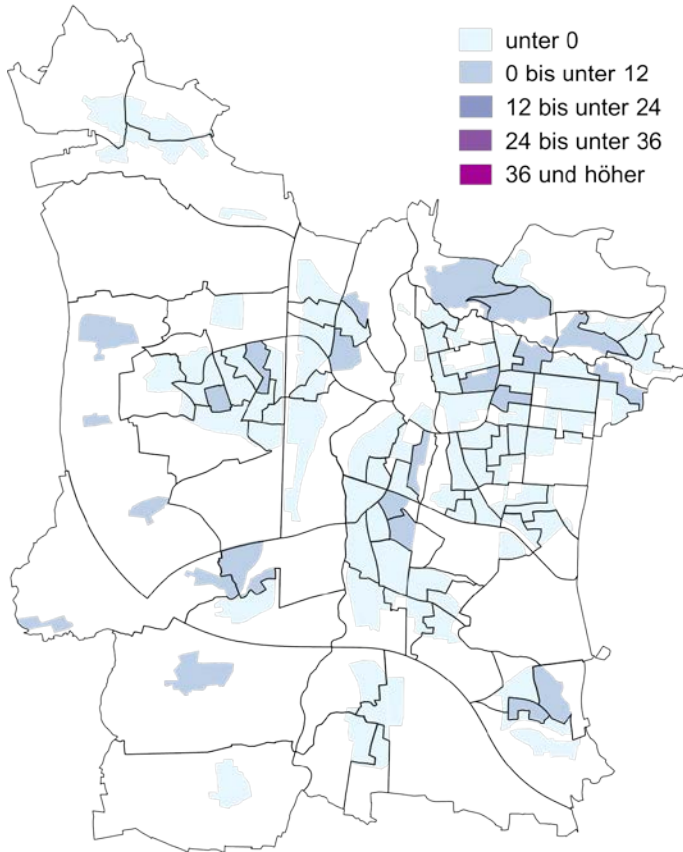 unter 0
0 bis unter 12
12 bis unter 24
24 bis unter 36
36 und höher